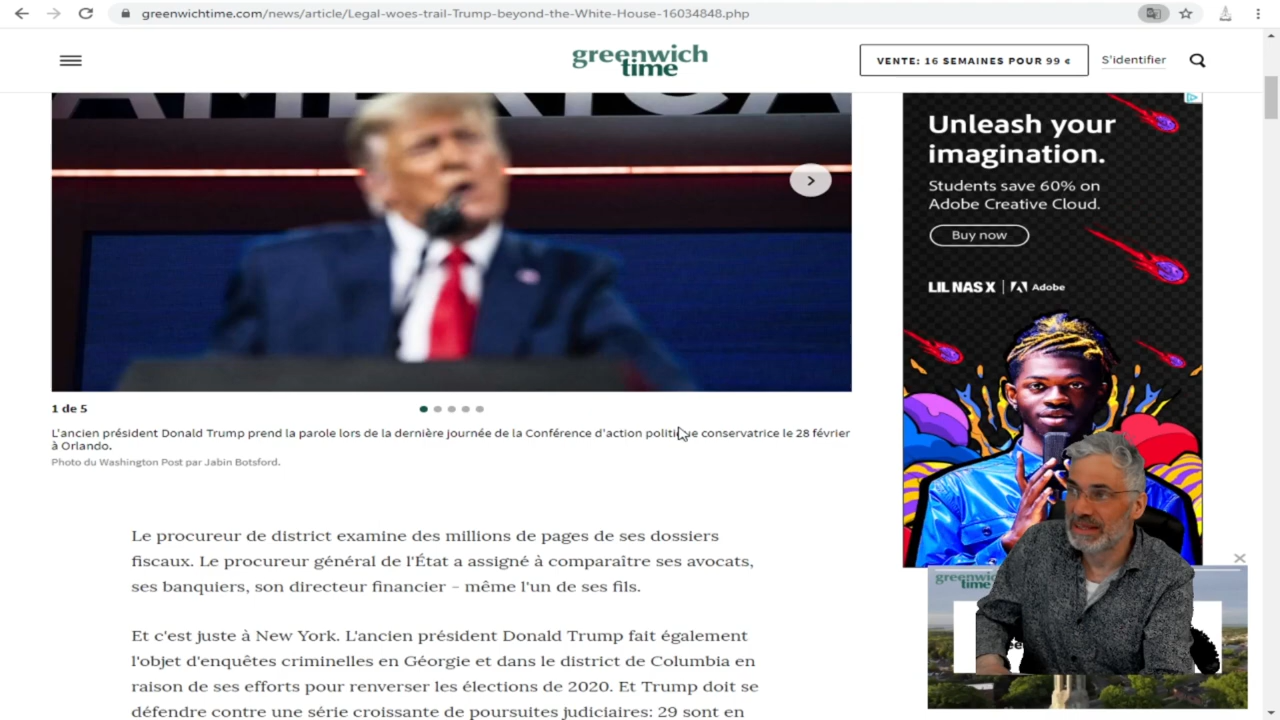 greenwichtime.com/news/article/Legal-woes-trail-Trump-beyond-the-White-House-16034848.php
greenwich
time
VENTE: 16 SEMAINES POUR 99 ¢
S'identifier
AMERICA
Unleash your
imagination.
Students save 60% on
Adobe Creative Cloud.
Buy now
LIL NAS X | Adobe
1 de 5
L'ancien président Donald Trump prend la parole lors de la dernière journée de la Conférence d'action politique conservatrice le 28 février
à Orlando.
Photo du Washington Post par Jabin Botsford.
Le procureur de district examine des millions de pages de ses dossiers
fiscaux. Le procureur général de l'État a assigné à comparaître ses avocats,
ses banquiers, son directeur financier – même l'un de ses fils.
Et c'est juste à New York. L'ancien président Donald Trump fait également
l'objet d'enquêtes criminelles en Géorgie et dans le district de Columbia en
raison de ses efforts pour renverser les élections de 2020. Et Trump doit se
défendre contre une série croissante de poursuites judiciaires: 29 sont en
greenwich
time